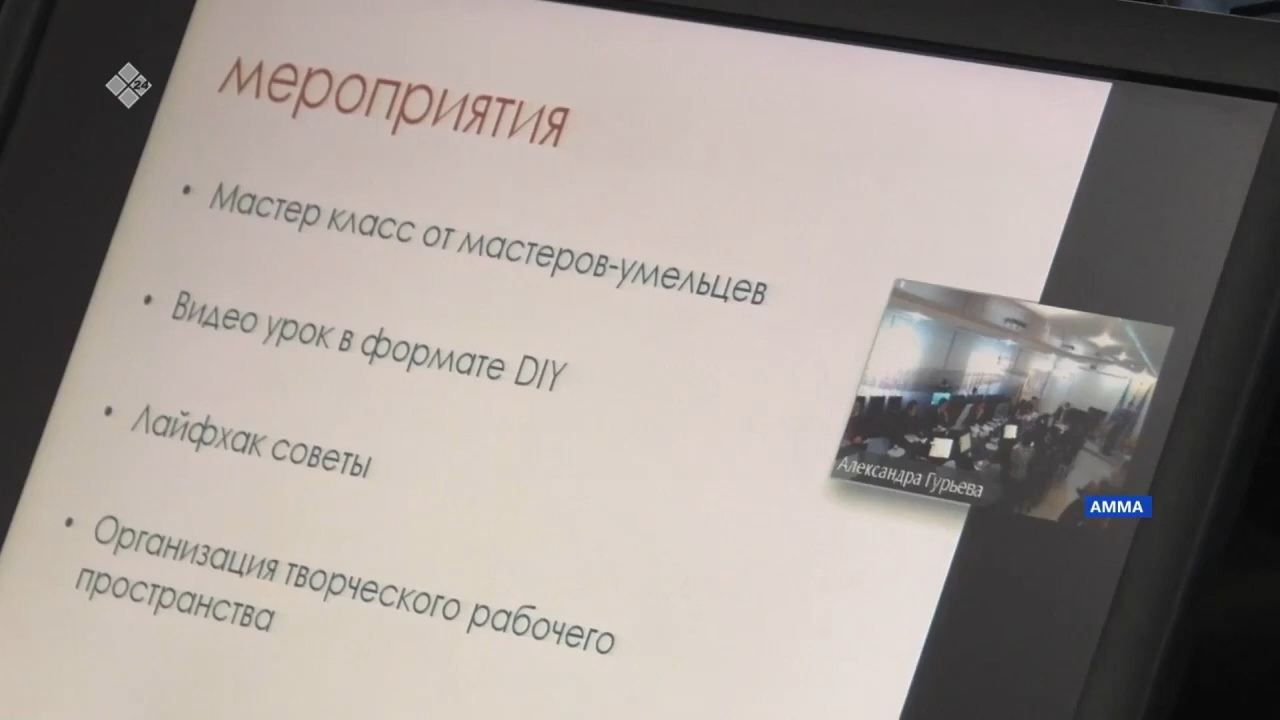 X24
мероприятия
• Мастер класс от мастеров-умельцев
• Видео урок в формате DIY
• Лайфхак советы
• Организация творческого рабочего
пространства
Александра Гурьева
АММА